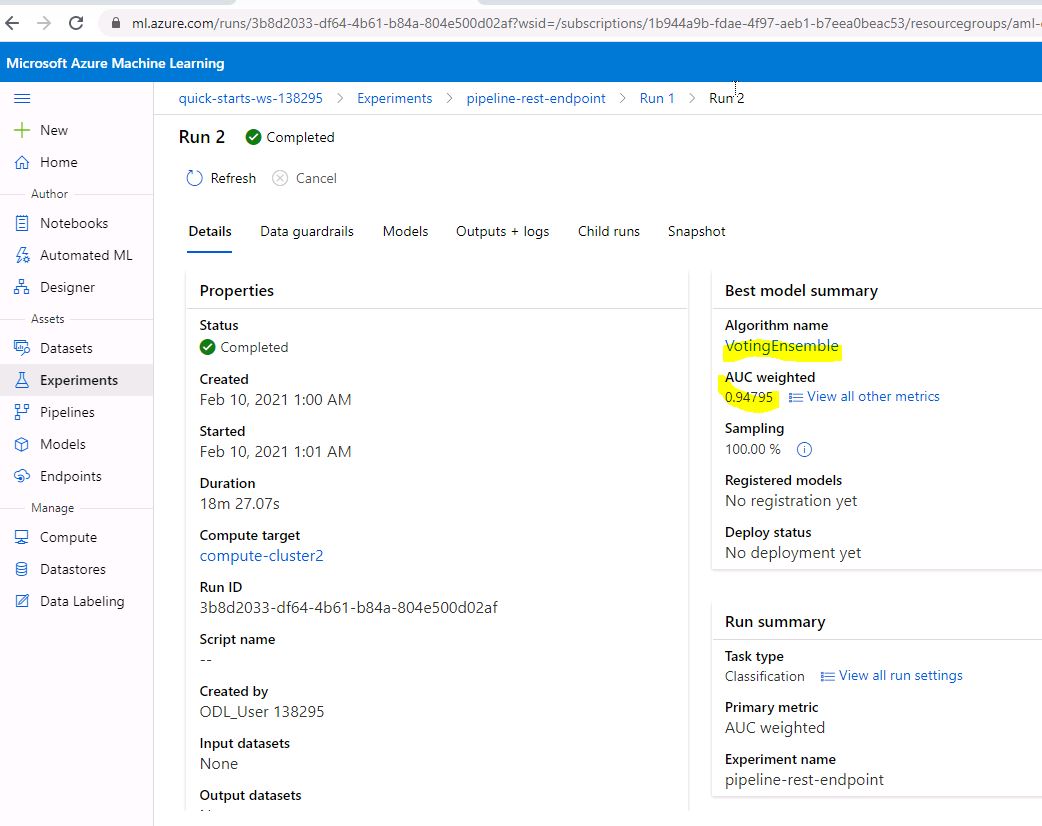 ml.azure.com/runs/3b8d2033-df64-4b61-b84a-804e500d02af?wsid=/subscriptions/1b944a9b-fdae-4f97-aeb1-b7eea0beac53/resourcegroups/aml-
Microsoft Azure Machine Learning
quick-starts-ws-138295 > Experiments > pipeline-rest-endpoint > Run 1 > Run 2
New
Home
Author
Notebooks
Automated ML
Designer
Assets
Datasets
Experiments
Pipelines
Models
Endpoints
Manage
Compute
Datastores
Data Labeling
Run 2 Completed
Refresh Cancel
Details Data guardrails Models Outputs + logs Child runs Snapshot
Properties
Status
Completed
Created
Feb 10, 2021 1:00 AM
Started
Feb 10, 2021 1:01 AM
Duration
18m 27.07s
Compute target
compute-cluster2
Run ID
3b8d2033-df64-4b61-b84a-804e500d02af
Script name
--
Created by
ODL_User 138295
Input datasets
None
Output datasets
Best model summary
Algorithm name
VotingEnsemble
AUC weighted
0.94795 View all other metrics
Sampling
100.00 %
Registered models
No registration yet
Deploy status
No deployment yet
Run summary
Task type
Classification View all run settings
Primary metric
AUC weighted
Experiment name
pipeline-rest-endpoint